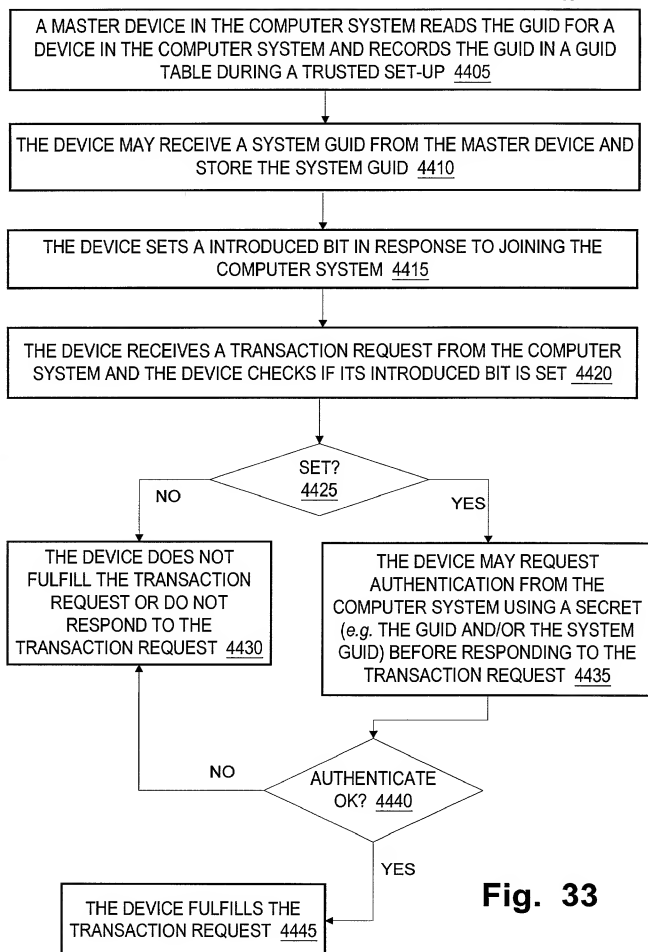 A MASTER DEVICE IN THE COMPUTER SYSTEM READS THE GUID FOR A
DEVICE IN THE COMPUTER SYSTEM AND RECORDS THE GUID IN A GUID
TABLE DURING A TRUSTED SET-UP 4405
THE DEVICE MAY RECEIVE A SYSTEM GUID FROM THE MASTER DEVICE AND
STORE THE SYSTEM GUID 4410
THE DEVICE SETS A INTRODUCED BIT IN RESPONSE TO JOINING THE
COMPUTER SYSTEM 4415
THE DEVICE RECEIVES A TRANSACTION REQUEST FROM THE COMPUTER
SYSTEM AND THE DEVICE CHECKS IF ITS INTRODUCED BIT IS SET 4420
SET?
4425
NO
YES
THE DEVICE DOES NOT
FULFILL THE TRANSACTION
REQUEST OR DO NOT
RESPOND TO THE
TRANSACTION REQUEST 4430
THE DEVICE MAY REQUEST
AUTHENTICATION FROM THE
COMPUTER SYSTEM USING A SECRET
(e.g. THE GUID AND/OR THE SYSTEM
GUID) BEFORE RESPONDING TO THE
TRANSACTION REQUEST 4435
NO
AUTHENTICATE
OK? 4440
YES
THE DEVICE FULFILLS THE
TRANSACTION REQUEST 4445
Fig. 33